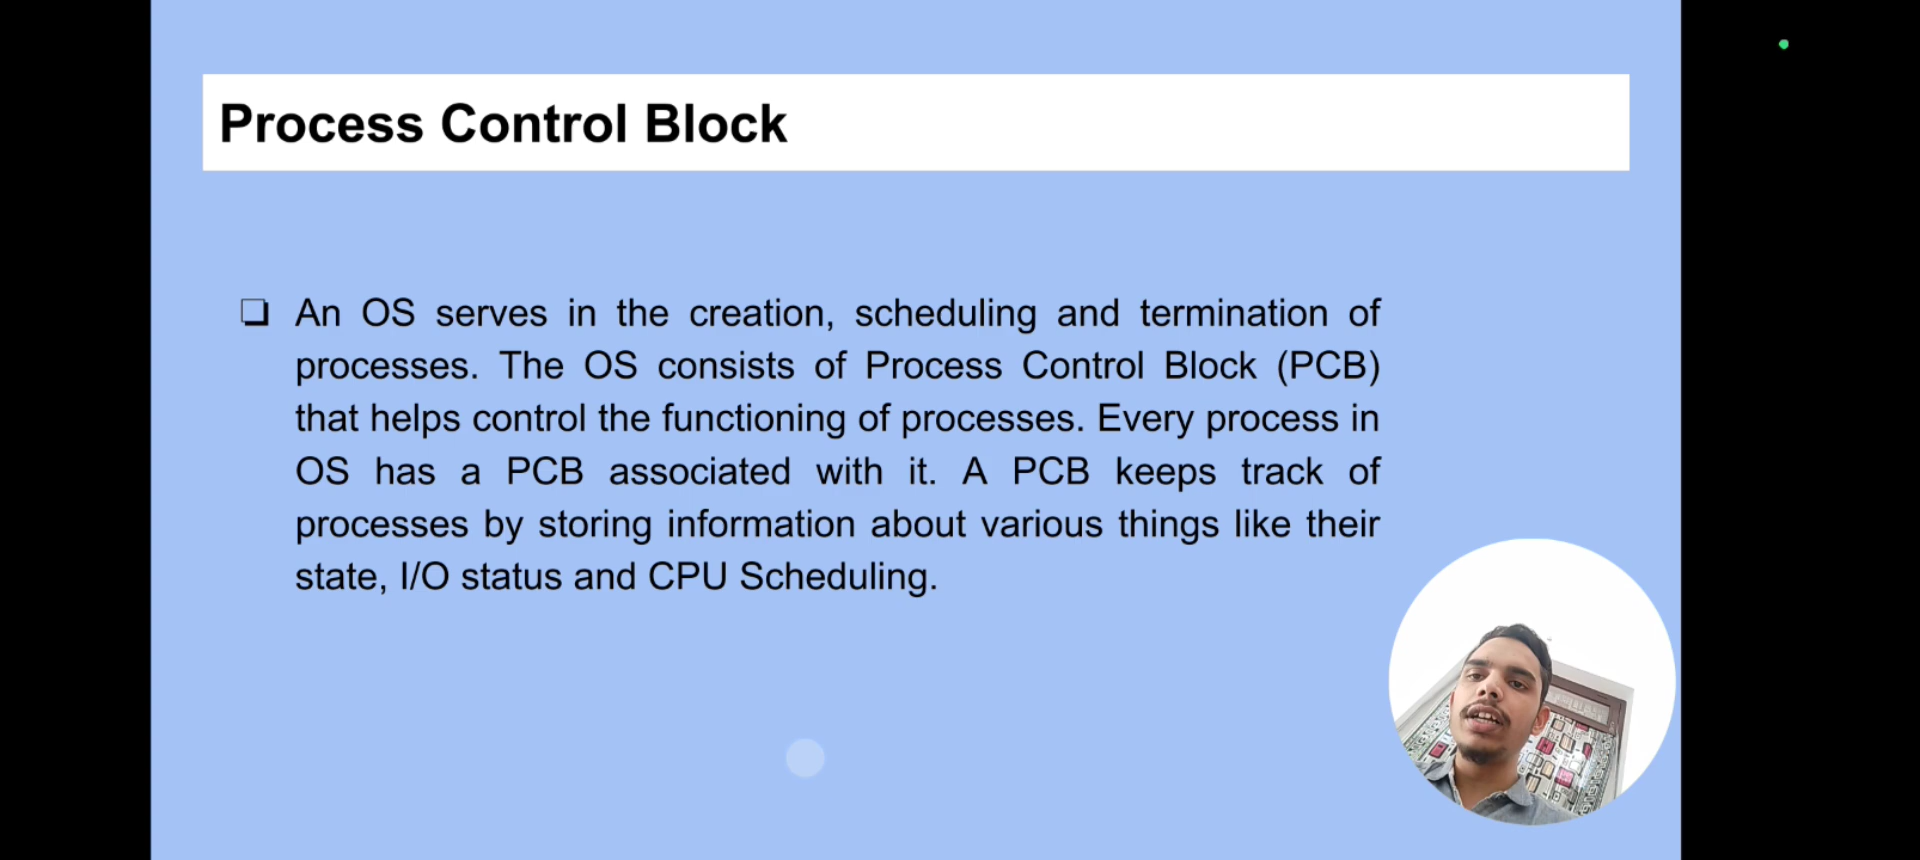 Process Control Block
❏ An OS serves in the creation, scheduling and termination of
processes. The OS consists of Process Control Block (PCB)
that helps control the functioning of processes. Every process in
OS has a PCB associated with it. A PCB keeps track of
processes by storing information about various things like their
state, I/O status and CPU Scheduling.